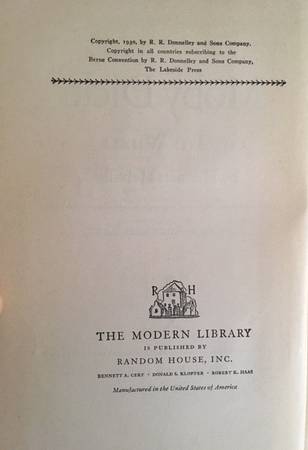 Copyright, 1930, by R. R. Donnelley and Sons Company.
Copyright in all countries subscribing to the
Berne Convention by R. R. Donnelley and Sons Company,
The Lakeside Press
R H
THE MODERN LIBRARY
IS PUBLISHED BY
RANDOM HOUSE, INC.
BENNETT A. CERF · DONALD S. KLOPFER · ROBERT K. HAAS
Manufactured in the United States of America